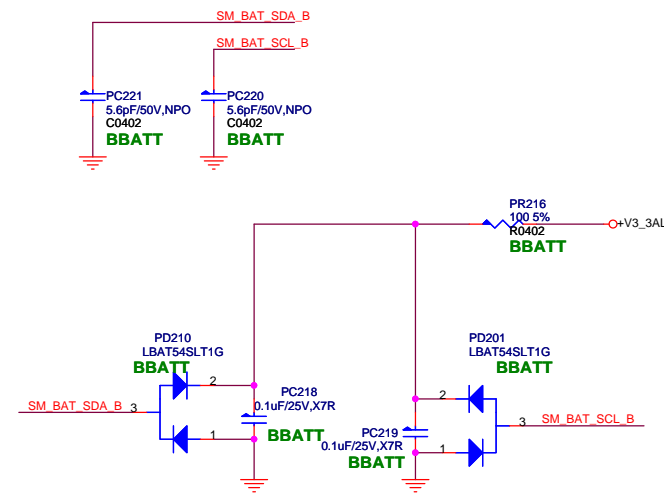 SM_BAT_SDA_B
SM_BAT_SCL_B
PC221
5.6pF/50V,NPO
C0402
BBATT
PC220
5.6pF/50V,NPO
C0402
BBATT
PR216
100 5%
R0402
BBATT
+V3_3AL
PD210
LBAT54SLT1G
BBATT
PD201
LBAT54SLT1G
BBATT
SM_BAT_SDA_B 3
2
1
PC218
0.1uF/25V,X7R
BBATT
PC219
0.1uF/25V,X7R
BBATT
2
1
3 SM_BAT_SCL_B